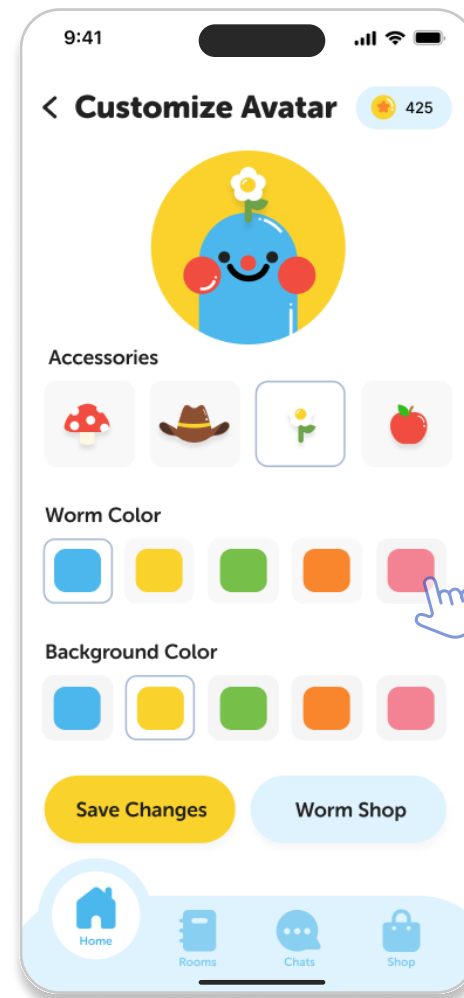 9:41
Customize Avatar
425
Accessories
Worm Color
Background Color
Save Changes
Worm Shop
Home
Rooms
Chats
Shop